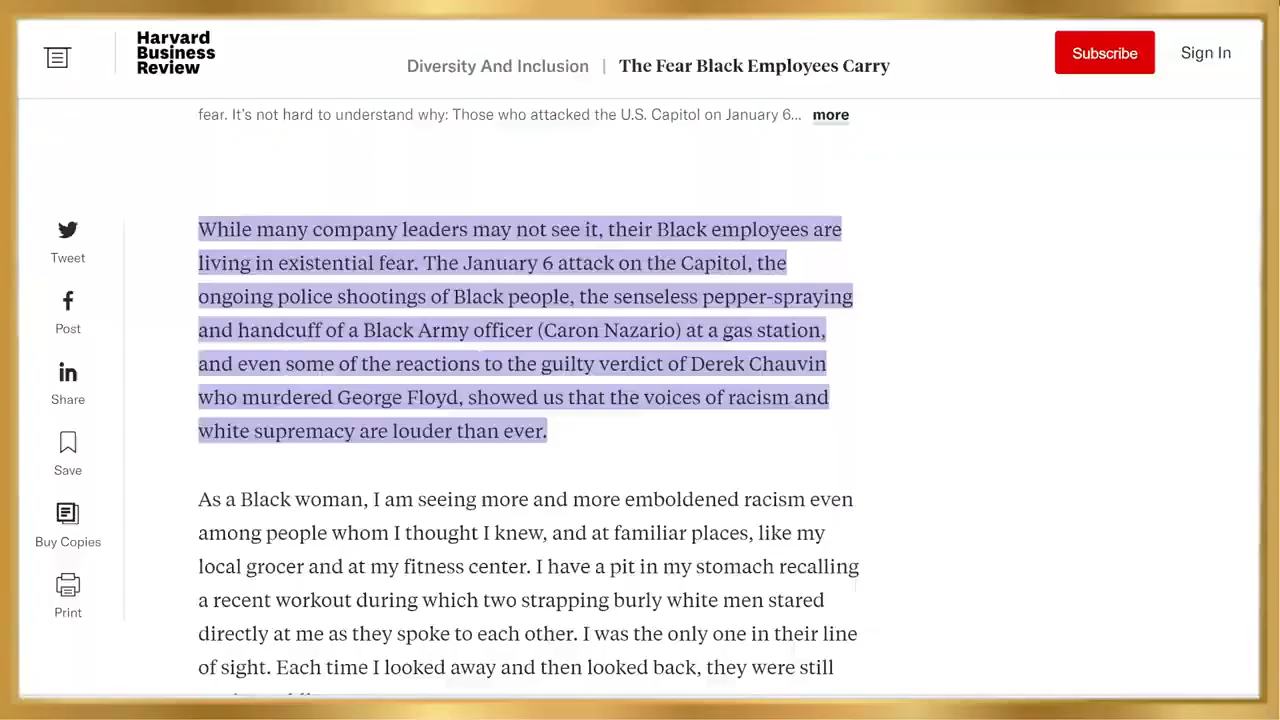 Harvard
Business
Review
Diversity And Inclusion | The Fear Black Employees Carry
Subscribe
Sign In
fear. It's not hard to understand why: Those who attacked the U.S. Capitol on January 6... more
Tweet
Post
Share
Save
Buy Copies
Print
While many company leaders may not see it, their Black employees are
living in existential fear. The January 6 attack on the Capitol, the
ongoing police shootings of Black people, the senseless pepper-spraying
and handcuff of a Black Army officer (Caron Nazario) at a gas station,
and even some of the reactions to the guilty verdict of Derek Chauvin
who murdered George Floyd, showed us that the voices of racism and
white supremacy are louder than ever.
As a Black woman, I am seeing more and more emboldened racism even
among people whom I thought I knew, and at familiar places, like my
local grocer and at my fitness center. I have a pit in my stomach recalling
a recent workout during which two strapping burly white men stared
directly at me as they spoke to each other. I was the only one in their line
of sight. Each time I looked away and then looked back, they were still